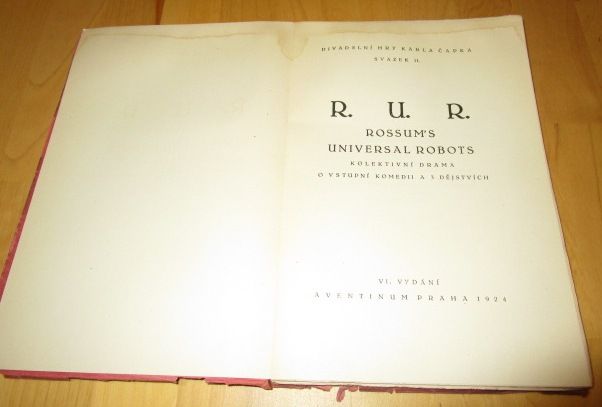 DIVADELNÍ HRY KARLA ČAPKA
SVAZEK II.
R. U. R.
ROSSUM'S
UNIVERSAL ROBOTS
KOLEKTIVNÍ DRAMA
O VSTUPNÍ KOMEDII A 3 DĚJSTVÍCH
VI. VYDÁNÍ
AVENTINUM PRAHA 1924